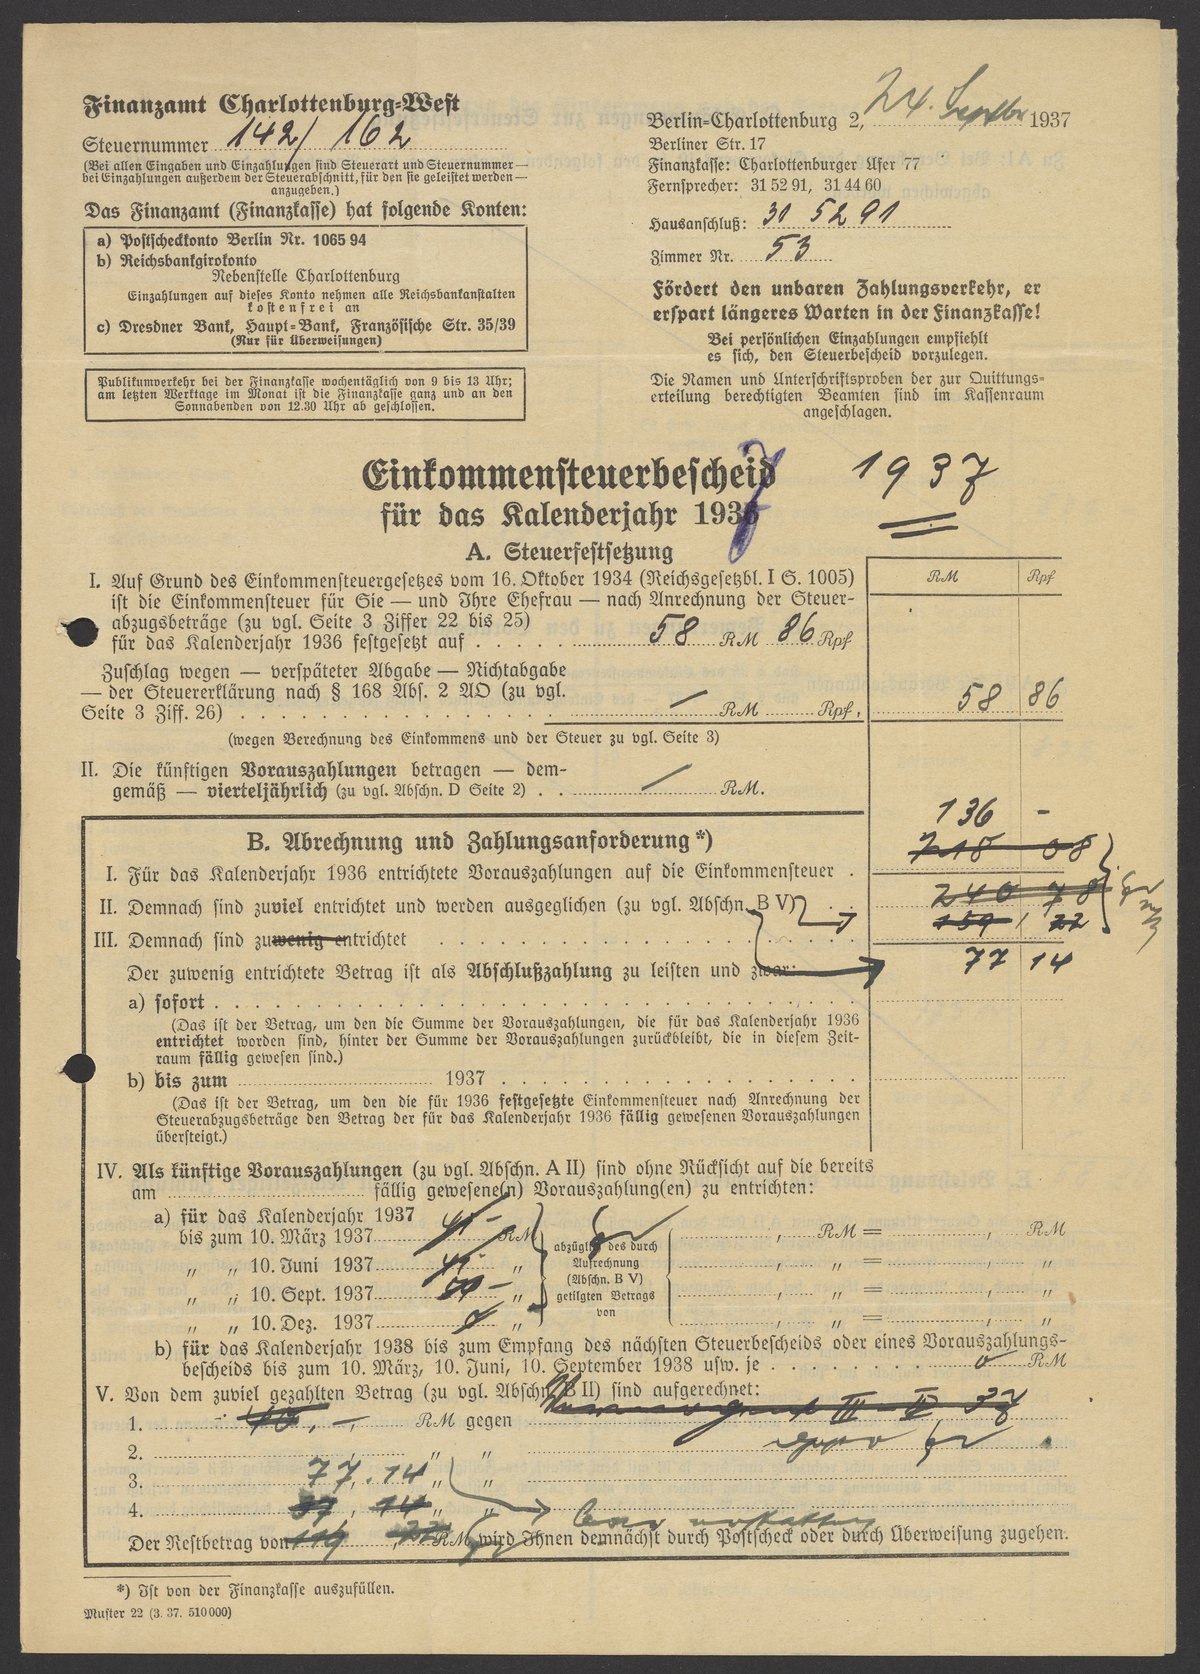 Finanzamt Charlottenburg-West
Steuernummer 142/162
(Bei allen Eingaben und Einzahlungen sind Steuerart und Steuernummer —
bei Einzahlungen außerdem der Steuerabschnitt, für den sie geleistet werden —
anzugeben.)
Das Finanzamt (Finanzkasse) hat folgende Konten:
a) Postscheckkonto Berlin Nr. 1065 94
b) Reichsbankgirokonto
Nebenstelle Charlottenburg
Einzahlungen auf dieses Konto nehmen alle Reichsbankanstalten
kostenfrei an
c) Dresdner Bank, Haupt-Bank, Französische Str. 35/39
(Nur für Überweisungen)
Publikumverkehr bei der Finanzkasse wochentäglich von 9 bis 13 Uhr;
am letzten Werktage im Monat ist die Finanzkasse ganz und an den
Sonnabenden von 12.30 Uhr ab geschlossen.
Berlin-Charlottenburg 2, 24. Septbr 1937
Berliner Str. 17
Finanzkasse: Charlottenburger Ufer 77
Fernsprecher: 31 52 91, 31 44 60
Hausanschluß: 31 52 91
Zimmer Nr. 53
Fördert den unbaren Zahlungsverkehr, er
erspart längeres Warten in der Finanzkasse!
Bei persönlichen Einzahlungen empfiehlt
es sich, den Steuerbescheid vorzulegen.
Die Namen und Unterschriftsproben der zur Quittungs-
erteilung berechtigten Beamten sind im Kassenraum
angeschlagen.
Einkommensteuerbescheid 1937
für das Kalenderjahr 1937
A. Steuerfestsetzung
RM Rpf
I. Auf Grund des Einkommensteuergesetzes vom 16. Oktober 1934 (Reichsgesetzbl. I S. 1005)
ist die Einkommensteuer für Sie — und Ihre Ehefrau — nach Anrechnung der Steuer-
abzugsbeträge (zu vgl. Seite 3 Ziffer 22 bis 25)
für das Kalenderjahr 1936 festgesetzt auf . . . . . 58 RM 86 Rpf
Zuschlag wegen — verspäteter Abgabe — Nichtabgabe
— der Steuererklärung nach § 168 Abs. 2 AO (zu vgl.
Seite 3 Ziff. 26) . . . . . — RM Rpf. 58 86
(wegen Berechnung des Einkommens und der Steuer zu vgl. Seite 3)
II. Die künftigen Vorauszahlungen betragen — dem-
gemäß — vierteljährlich (zu vgl. Abschn. D Seite 2) . . — RM.
136 -
B. Abrechnung und Zahlungsanforderung *)
I. Für das Kalenderjahr 1936 entrichtete Vorauszahlungen auf die Einkommensteuer . 08
II. Demnach sind zuviel entrichtet und werden ausgeglichen (zu vgl. Abschn. B V) . . 240 78
III. Demnach sind zuwenig entrichtet . . . . . 159 22
77 14
Der zuwenig entrichtete Betrag ist als Abschlußzahlung zu leisten und zwar:
a) sofort . . . . .
(Das ist der Betrag, um den die Summe der Vorauszahlungen, die für das Kalenderjahr 1936
entrichtet worden sind, hinter der Summe der Vorauszahlungen zurückbleibt, die in diesem Zeit-
raum fällig gewesen sind.)
b) bis zum 1937 . . . . .
(Das ist der Betrag, um den die für 1936 festgesetzte Einkommensteuer nach Anrechnung der
Steuerabzugsbeträge den Betrag der für das Kalenderjahr 1936 fällig gewesenen Vorauszahlungen
übersteigt.)
IV. Als künftige Vorauszahlungen (zu vgl. Abschn. A II) sind ohne Rücksicht auf die bereits
am fällig gewesene(n) Vorauszahlung(en) zu entrichten:
a) für das Kalenderjahr 1937
bis zum 10. März 1937 RM
„ „ 10. Juni 1937 „
„ „ 10. Sept. 1937 „
„ „ 10. Dez. 1937 „
abzüglich des durch
Aufrechnung
(Abschn. B V)
getilgten Betrags
von
, RM = , RM
, „ = , „
, „ = , „
, „ = , „
b) für das Kalenderjahr 1938 bis zum Empfang des nächsten Steuerbescheids oder eines Vorauszahlungs-
bescheids bis zum 10. März, 10. Juni, 10. September 1938 usw. je . . . . . 0 RM
V. Von dem zuviel gezahlten Betrag (zu vgl. Abschn. B II) sind aufgerechnet:
1. RM gegen 37
2. „ „
3. 77,14 „ „
4. 37, 14 „ „
Der Restbetrag von 119, 22 RM wird Ihnen demnächst durch Postscheck oder durch Überweisung zugehen.
*) Ist von der Finanzkasse auszufüllen.
Muster 22 (3. 37. 510000)